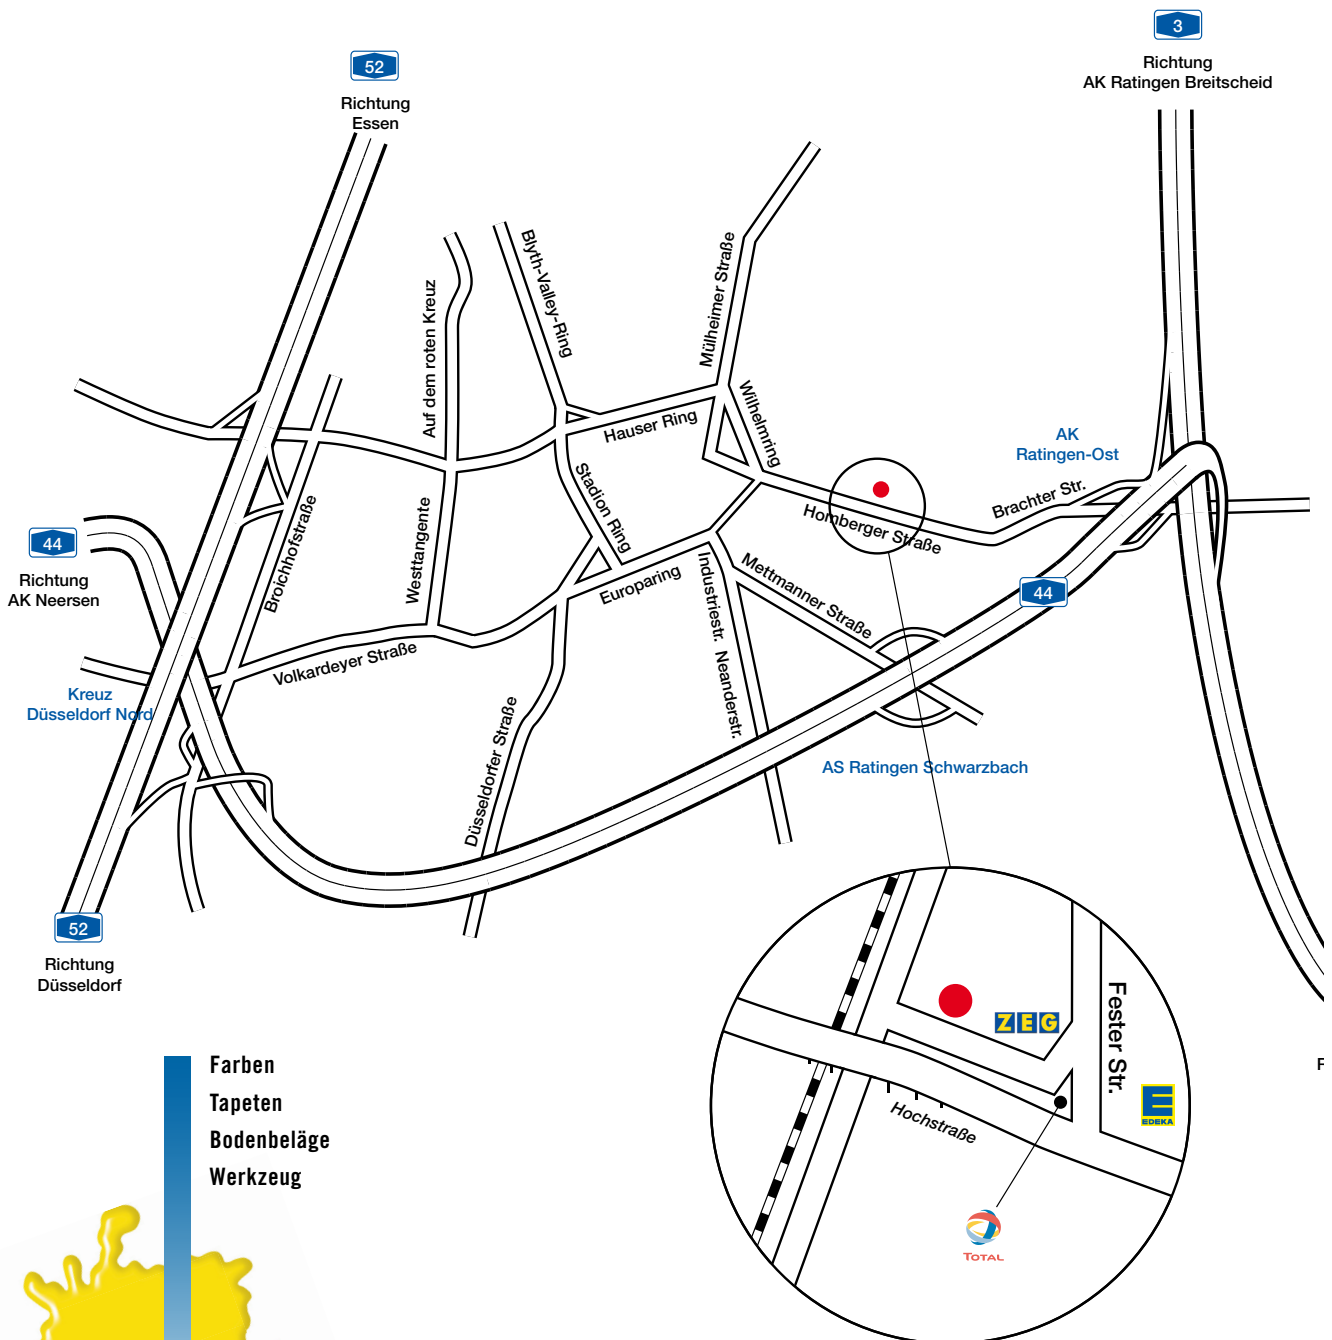 3
Richtung
AK Ratingen Breitscheid
52
Richtung
Essen
Blyth-Valley-Ring
Mülheimer Straße
Auf dem roten Kreuz
Hauser Ring
Wilhelmring
AK
Ratingen-Ost
Stadion Ring
Brachter Str.
Homberger Straße
Broichhofstraße
Westtangente
44
Richtung
AK Neersen
Europaring
Industriestr.
Neanderstr.
Mettmanner Straße
44
Volkardeyer Straße
Kreuz
Düsseldorf Nord
Düsseldorfer Straße
AS Ratingen Schwarzbach
52
Richtung
Düsseldorf
ZEG
Fester Str.
Hochstraße
E
EDEKA
TOTAL
Farben
Tapeten
Bodenbeläge
Werkzeug